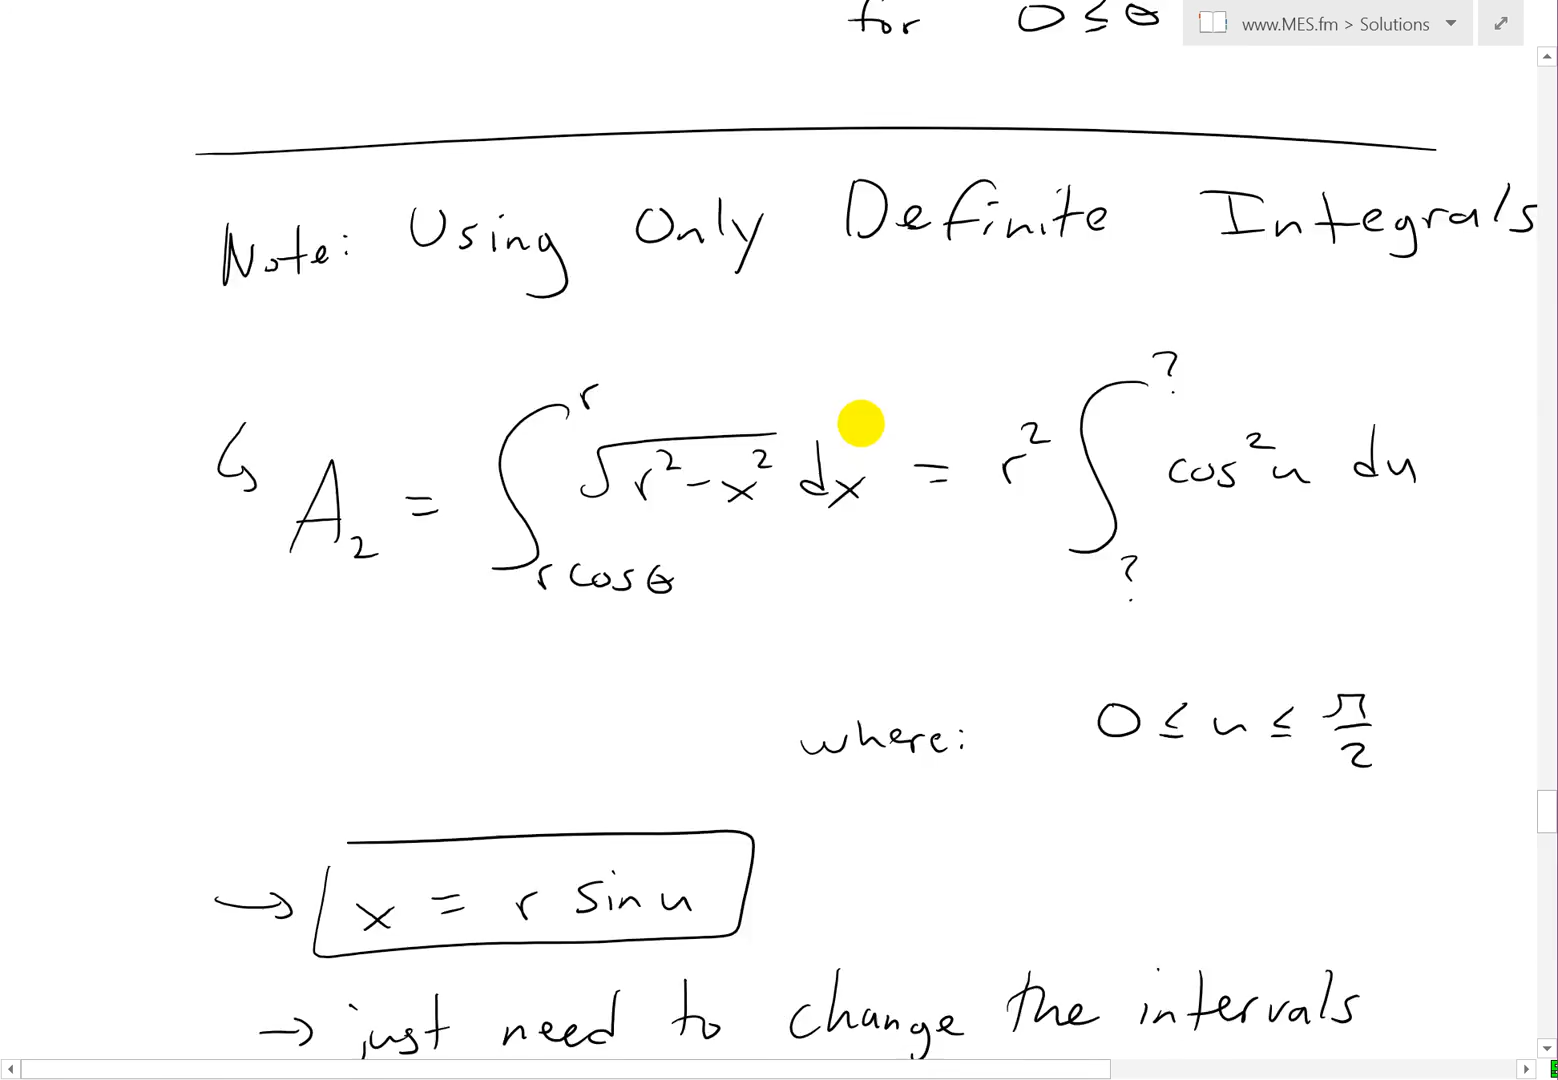 for 0 ≤ θ
www.MES.fm > Solutions
Note: Using Only Definite Integrals
↳ A₂ = ∫_{r cos θ}^{r} √(r² - x²) dx = r² ∫_{?}^{?} cos² u du
where: 0 ≤ u ≤ π/2
→ x = r sin u
→ just need to change the intervals